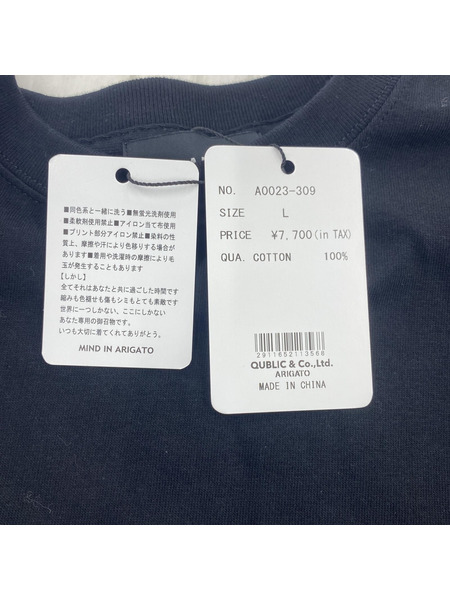 ■同色系と一緒に洗う■無蛍光洗剤使用
■柔軟剤使用禁止■アイロン当て布使用
■プリント部分アイロン禁止■染料の性
質上、摩擦や汗により色移りする場合が
あります■着用や洗濯時の摩擦により毛
玉が発生することもあります
【しかし】
全てそれはあなたと共に過ごした時間です
縮みも色褪せも傷もシミもとても素敵です
世界に一つしかない、ここにしかない
あなた専用の御召物です。
いつも大切に着てくれてありがとう。
MIND IN ARIGATO
NO. A0023-309
SIZE L
PRICE ¥7,700(in TAX)
QUA. COTTON 100%
2911652113568
QUBLIC & Co.,Ltd.
ARIGATO
MADE IN CHINA